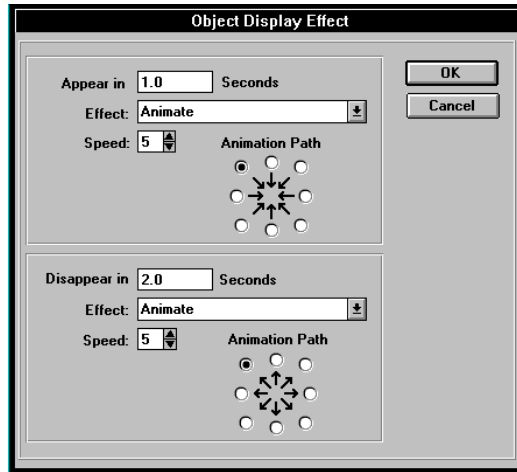 Object Display Effect
Appear in 1.0 Seconds
Effect: Animate
Speed: 5 Animation Path
OK
Cancel
Disappear in 2.0 Seconds
Effect: Animate
Speed: 5 Animation Path